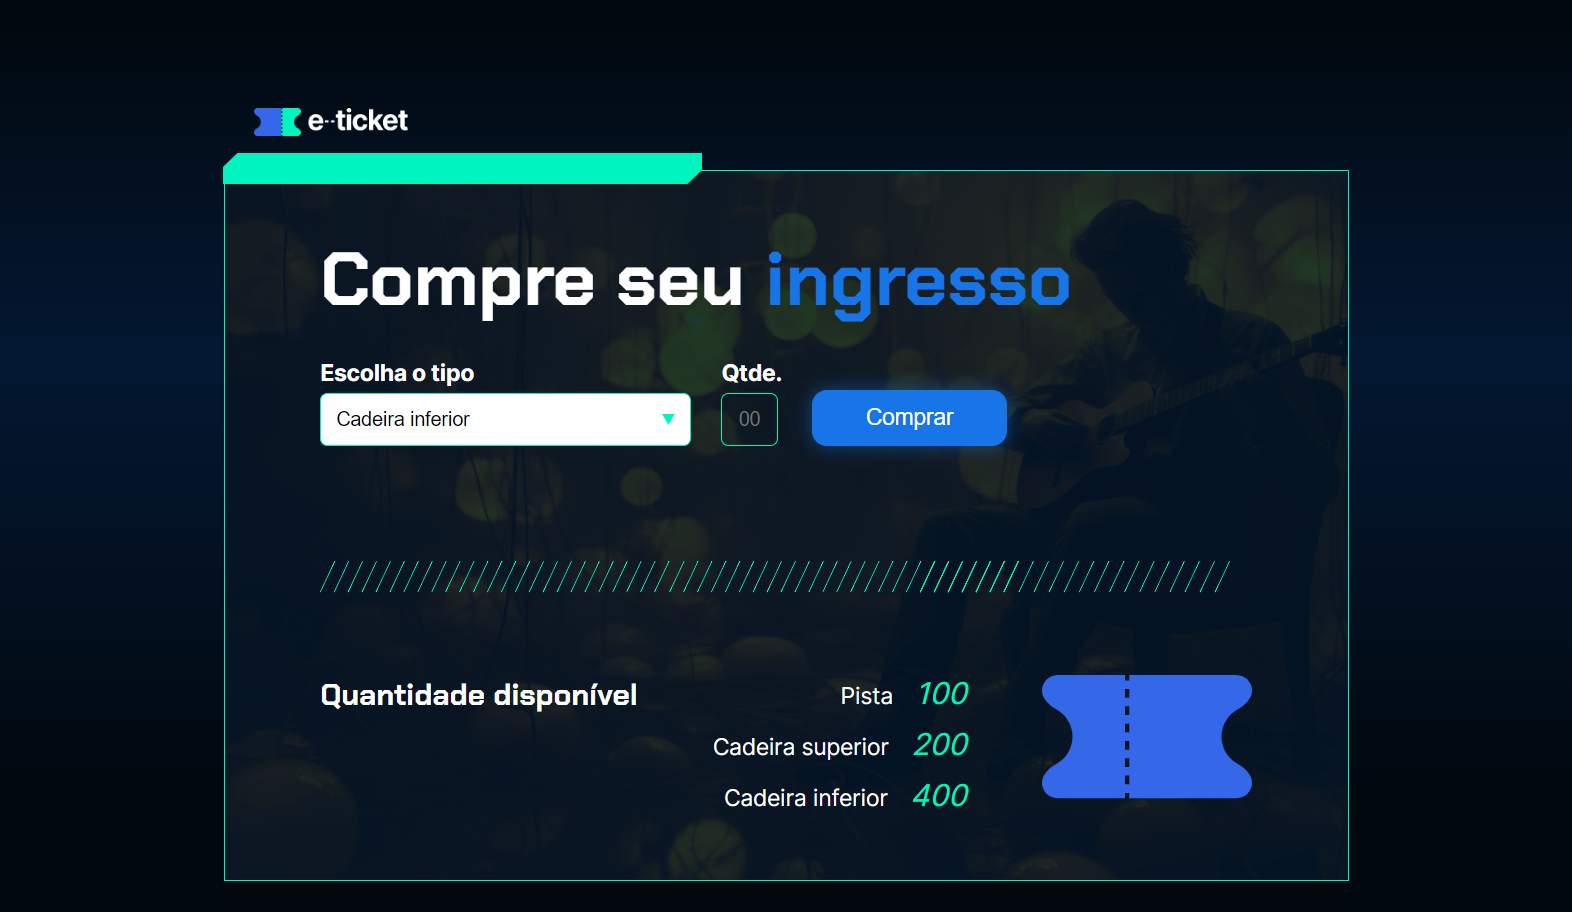 e--ticket
Compre seu ingresso
Escolha o tipo
Qtde.
Cadeira inferior
00
Comprar
Quantidade disponível
Pista 100
Cadeira superior 200
Cadeira inferior 400